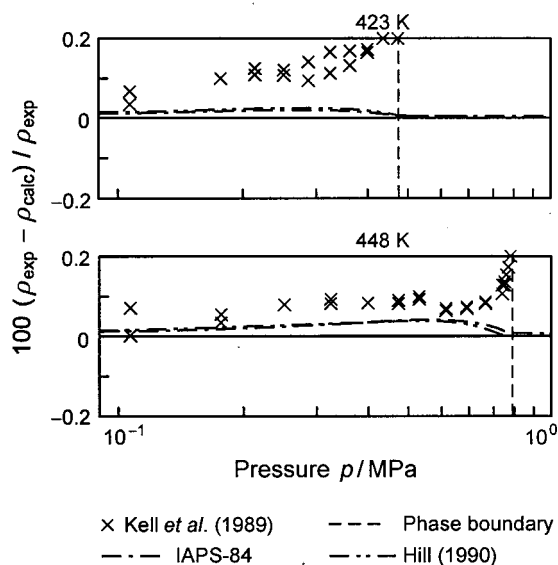 423 K
0.2
0
−0.2
448 K
0.2
0
−0.2
10⁻¹
10⁰
100 (ρexp − ρcalc) / ρexp
Pressure p / MPa
× Kell et al. (1989)
Phase boundary
IAPS-84
Hill (1990)